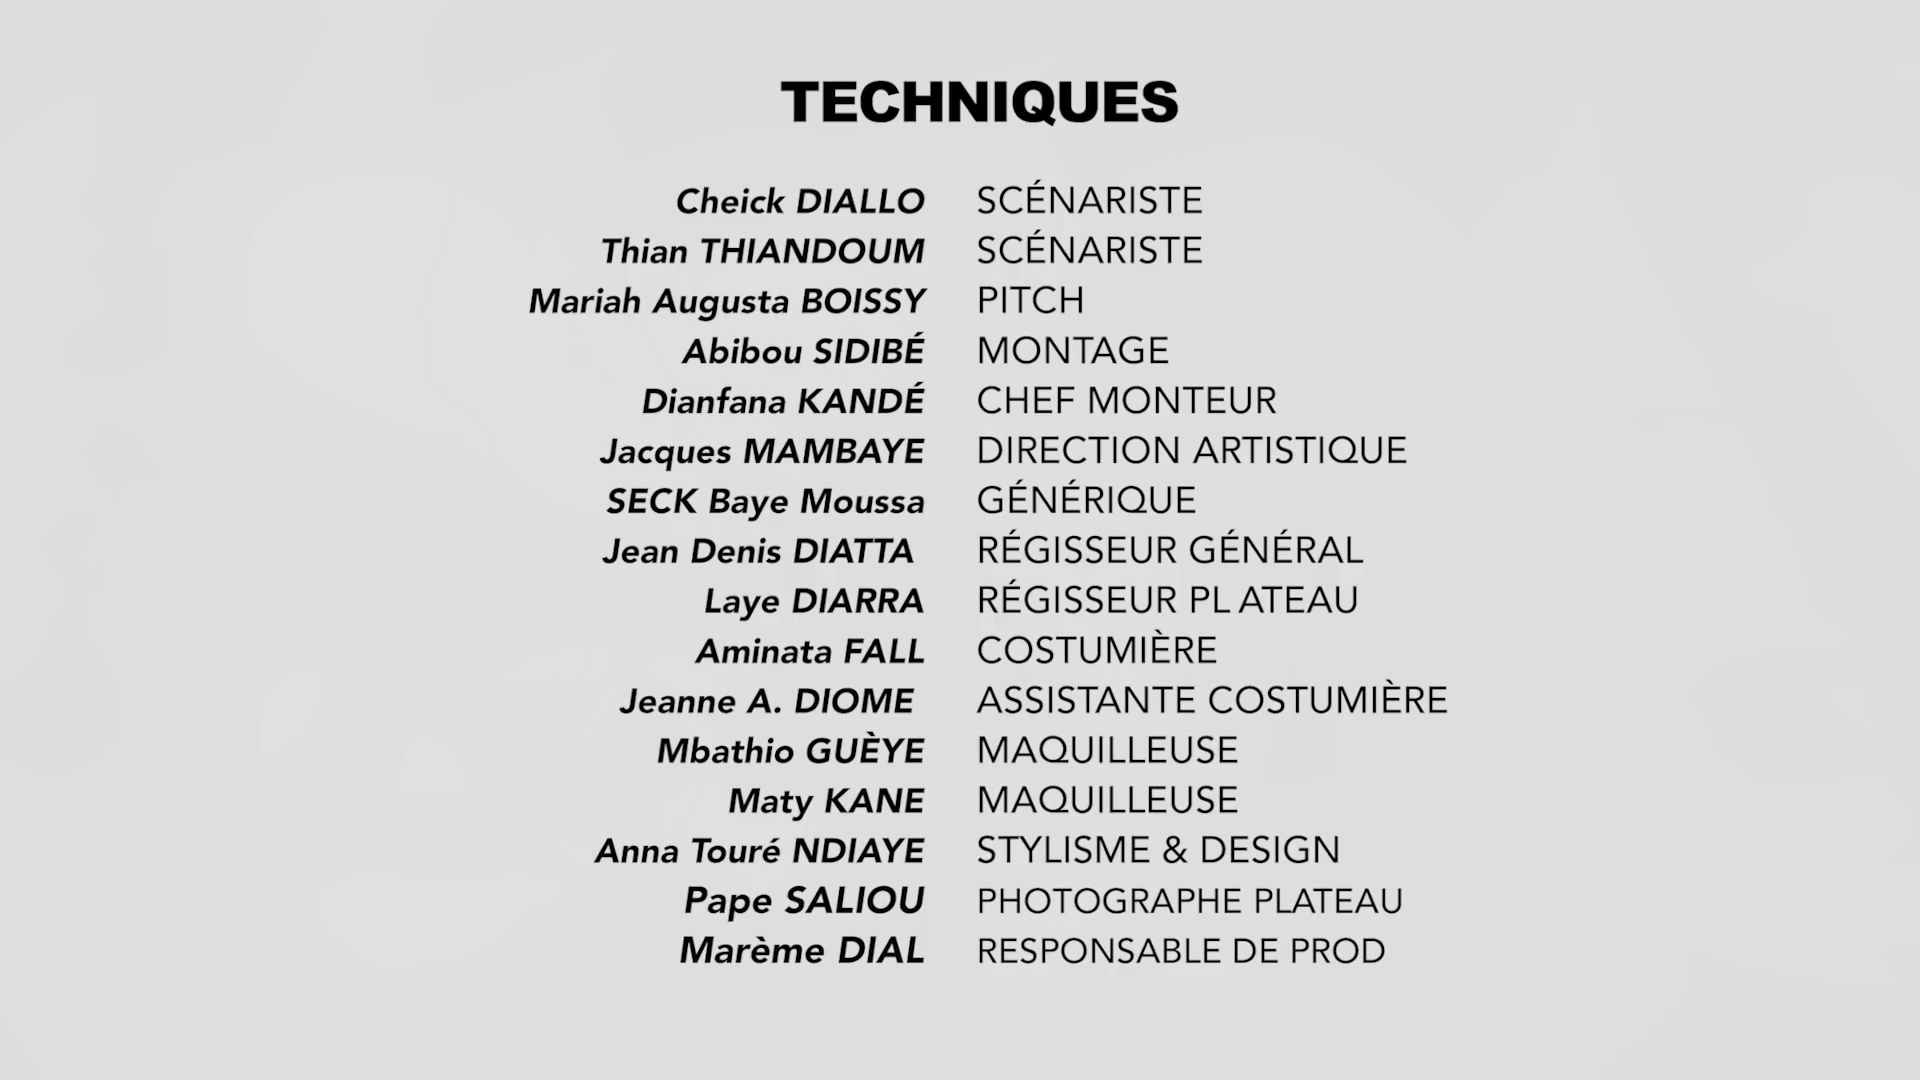 TECHNIQUES
Cheick DIALLO SCÉNARISTE
Thian THIANDOUM SCÉNARISTE
Mariah Augusta BOISSY PITCH
Abibou SIDIBÉ MONTAGE
Dianfana KANDÉ CHEF MONTEUR
Jacques MAMBAYE DIRECTION ARTISTIQUE
SECK Baye Moussa GÉNÉRIQUE
Jean Denis DIATTA RÉGISSEUR GÉNÉRAL
Laye DIARRA RÉGISSEUR PL ATEAU
Aminata FALL COSTUMIÈRE
Jeanne A. DIOME ASSISTANTE COSTUMIÈRE
Mbathio GUÈYE MAQUILLEUSE
Maty KANE MAQUILLEUSE
Anna Touré NDIAYE STYLISME & DESIGN
Pape SALIOU PHOTOGRAPHE PLATEAU
Marème DIAL RESPONSABLE DE PROD